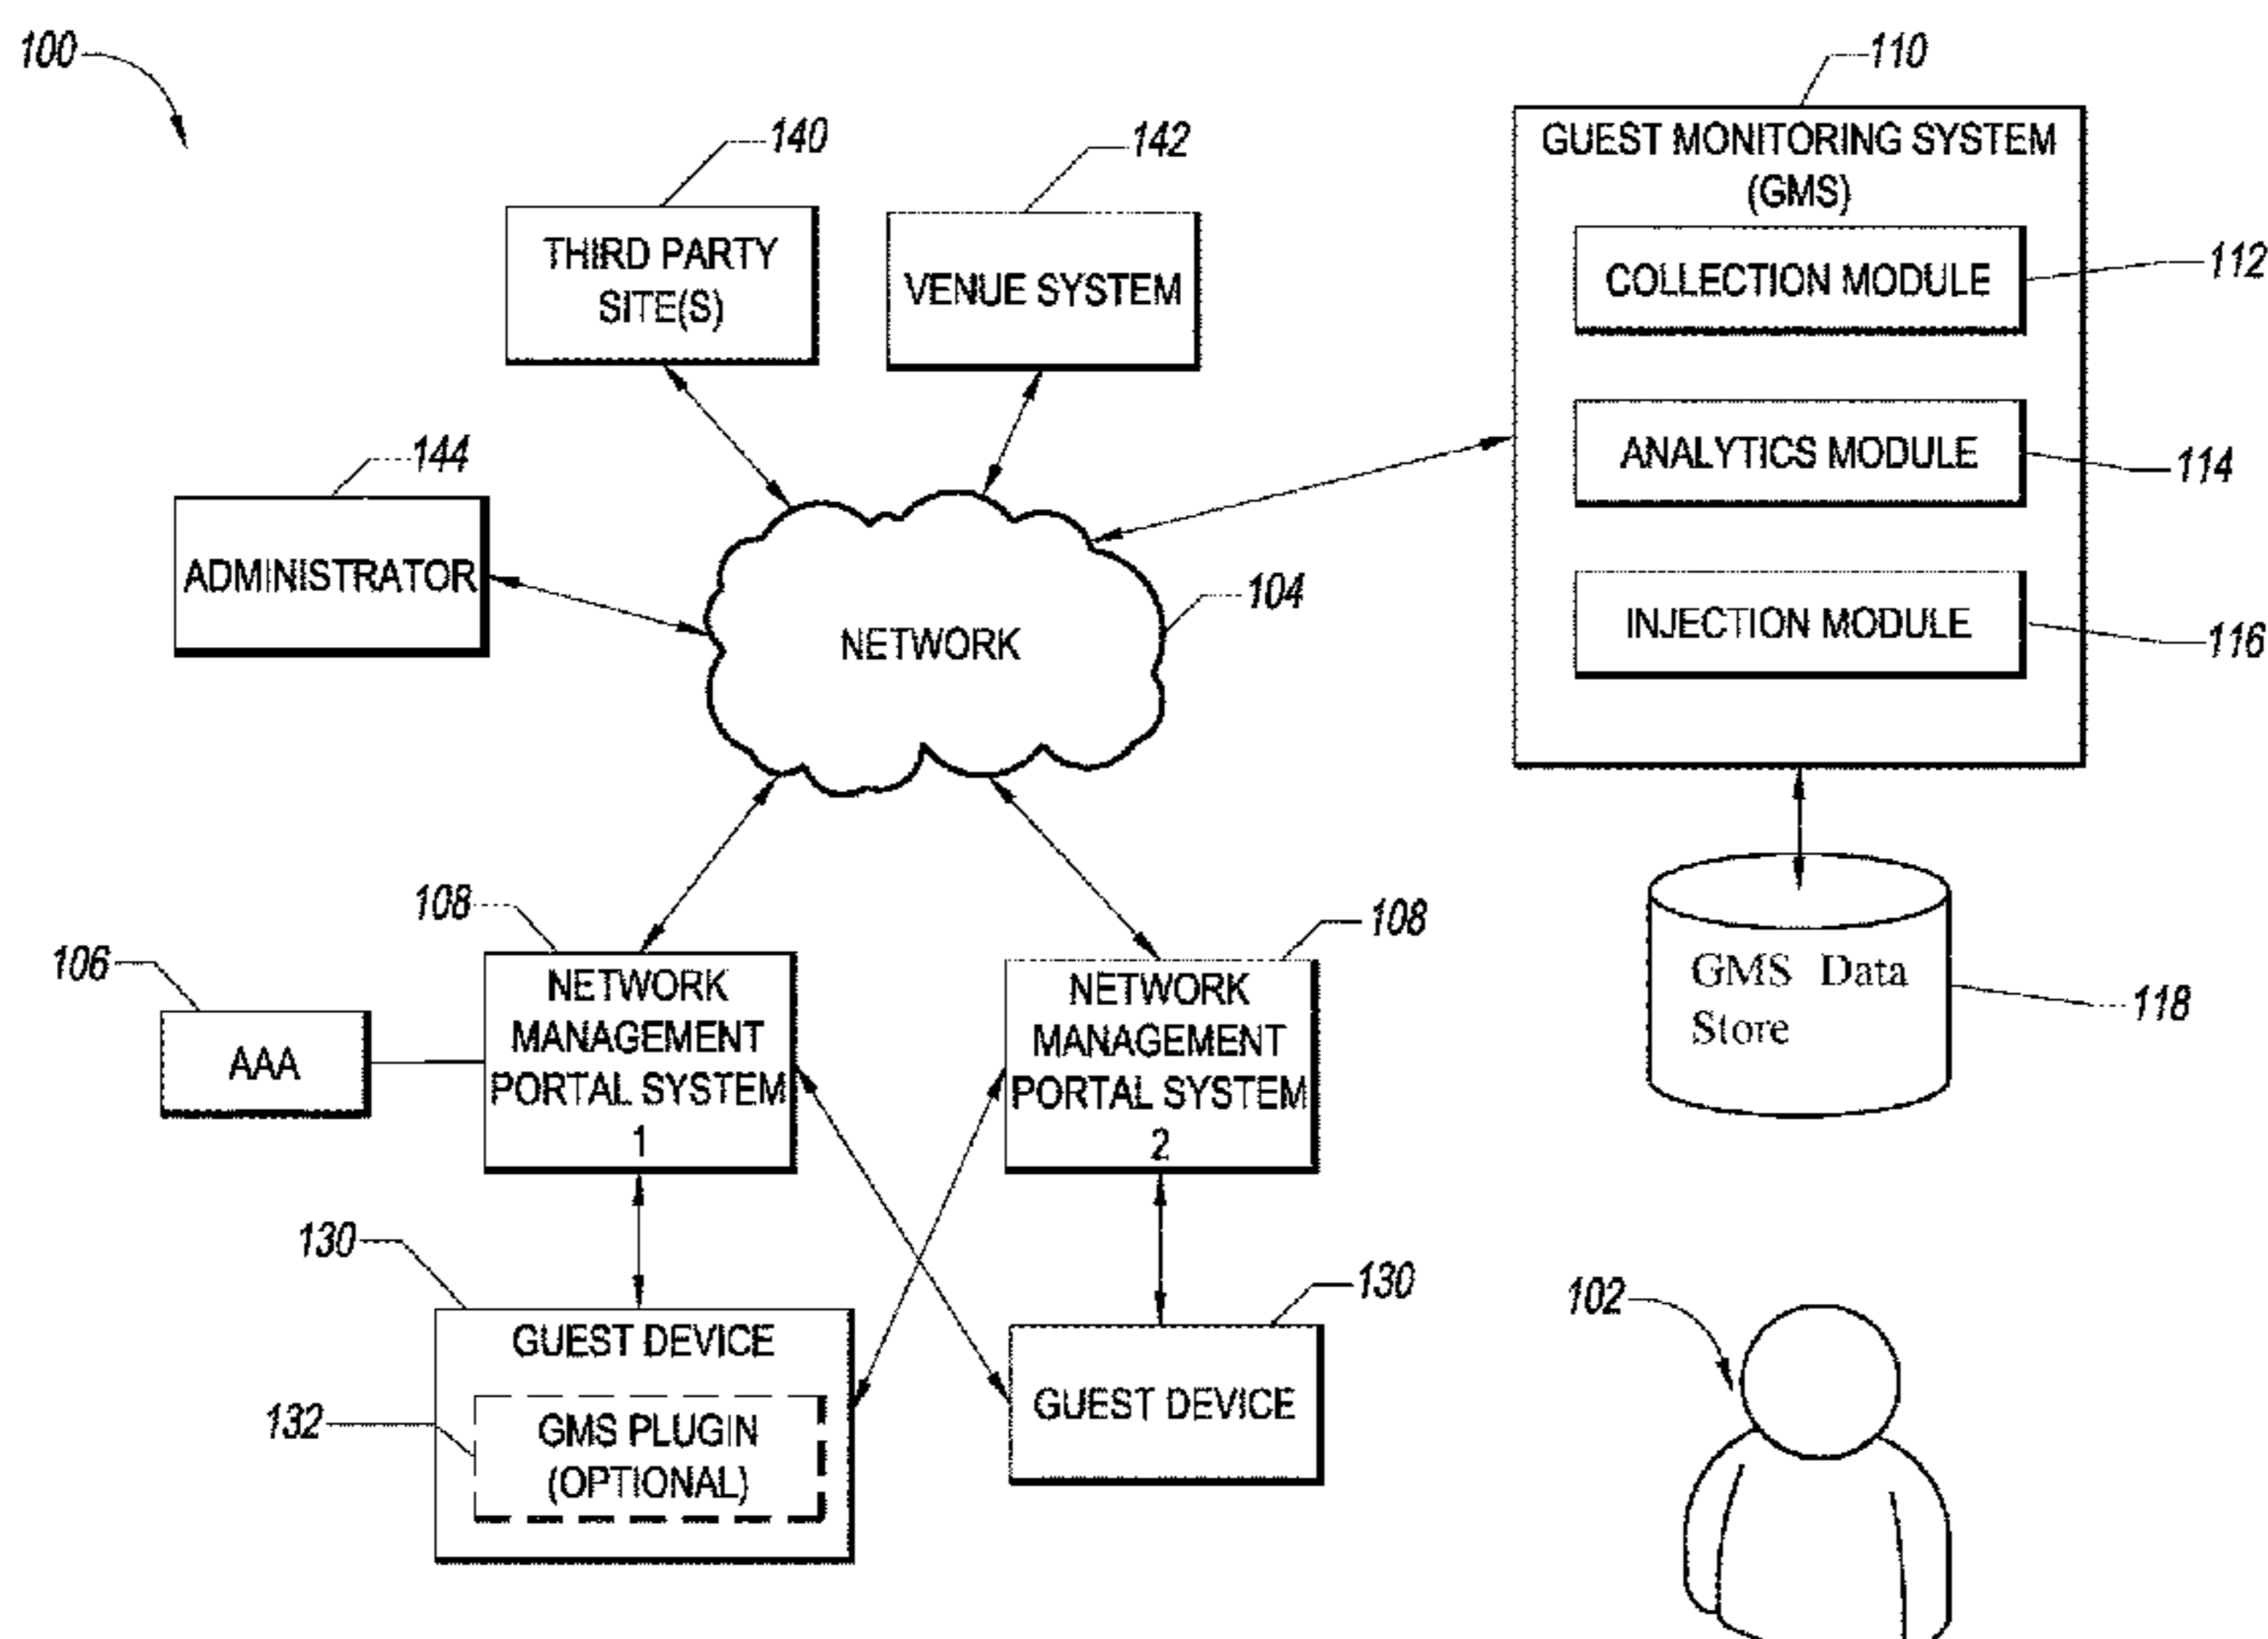 100
110
140
142
GUEST MONITORING SYSTEM
(GMS)
THIRD PARTY
SITE(S)
VENUE SYSTEM
COLLECTION MODULE
112
144
ANALYTICS MODULE
114
ADMINISTRATOR
104
NETWORK
INJECTION MODULE
116
108
108
106
NETWORK
MANAGEMENT
PORTAL SYSTEM
1
NETWORK
MANAGEMENT
PORTAL SYSTEM
2
GMS Data
Store
118
AAA
130
130
102
GUEST DEVICE
132
GMS PLUGIN
(OPTIONAL)
GUEST DEVICE